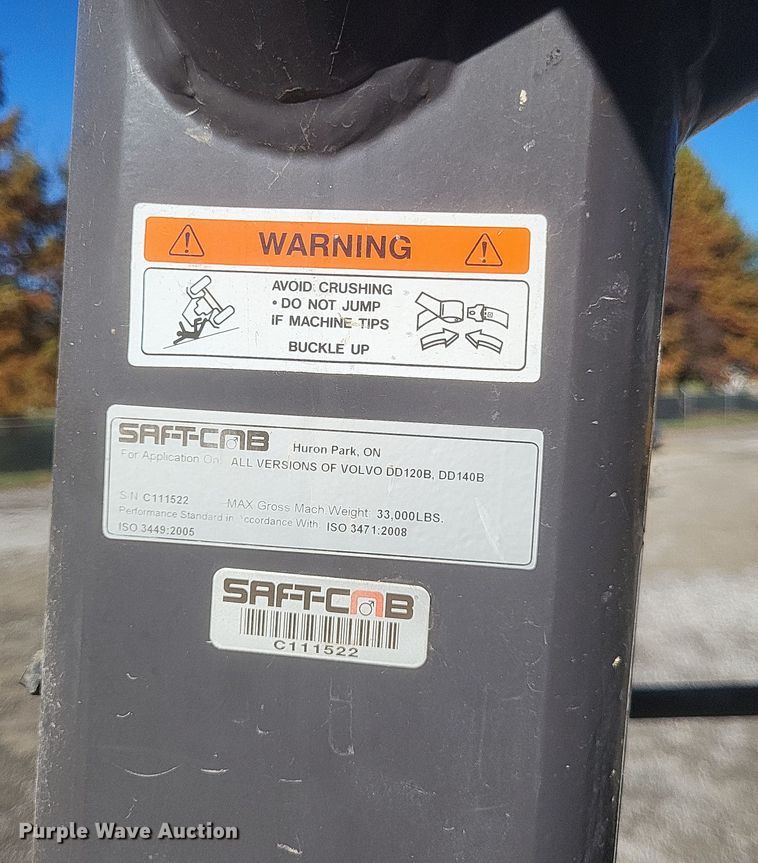 WARNING
AVOID CRUSHING
• DO NOT JUMP
IF MACHINE TIPS
BUCKLE UP
SAF-T-CAB Huron Park, ON
For Application On: ALL VERSIONS OF VOLVO DD120B, DD140B
S/N C111522 MAX Gross Mach.Weight: 33,000LBS.
Performance Standard in accordance With: ISO 3471:2008
ISO 3449:2005
SAF-T-CAB
C111522
Purple Wave Auction